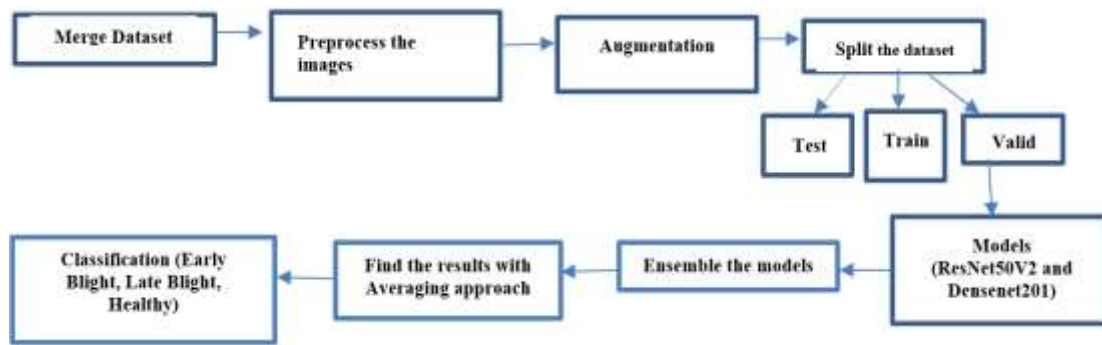 Merge Dataset
Preprocess the
images
Augmentation
Split the dataset
Test
Train
Valid
Models
(ResNet50V2 and
Densenet201)
Ensemble the models
Find the results with
Averaging approach
Classification (Early
Blight, Late Blight,
Healthy)